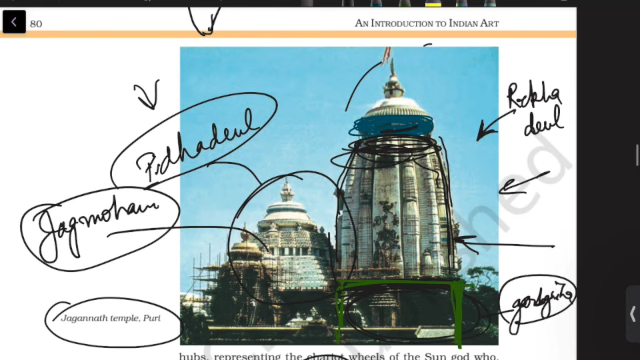 80
AN INTRODUCTION TO INDIAN ART
Rekha
deul
Pidhadeul
Jagmohan
Jagannath temple, Puri
hubs, representing the chariot wheels of the Sun god who,